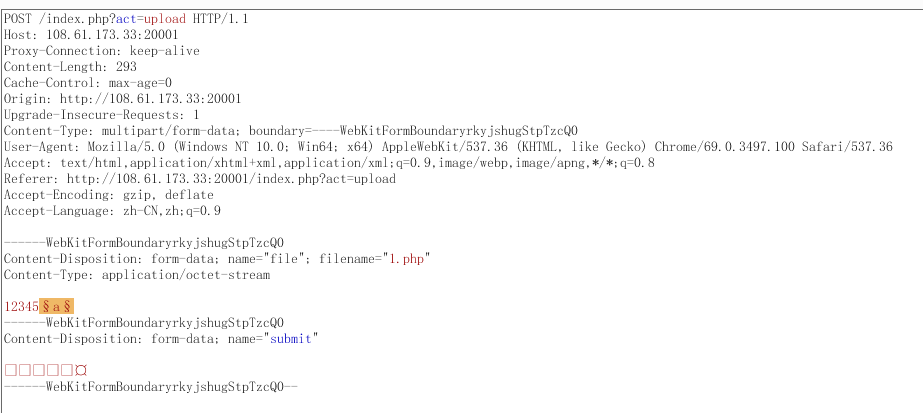 POST /index.php?act=upload HTTP/1.1
Host: 108.61.173.33:20001
Proxy-Connection: keep-alive
Content-Length: 293
Cache-Control: max-age=0
Origin: http://108.61.173.33:20001
Upgrade-Insecure-Requests: 1
Content-Type: multipart/form-data; boundary=----WebKitFormBoundaryrkyjshugStpTzcQ0
User-Agent: Mozilla/5.0 (Windows NT 10.0; Win64; x64) AppleWebKit/537.36 (KHTML, like Gecko) Chrome/69.0.3497.100 Safari/537.36
Accept: text/html,application/xhtml+xml,application/xml;q=0.9,image/webp,image/apng,*/*;q=0.8
Referer: http://108.61.173.33:20001/index.php?act=upload
Accept-Encoding: gzip, deflate
Accept-Language: zh-CN,zh;q=0.9
------WebKitFormBoundaryrkyjshugStpTzcQ0
Content-Disposition: form-data; name="file"; filename="1.php"
Content-Type: application/octet-stream
12345§a§
------WebKitFormBoundaryrkyjshugStpTzcQ0
Content-Disposition: form-data; name="submit"
□□□□□¤
------WebKitFormBoundaryrkyjshugStpTzcQ0--